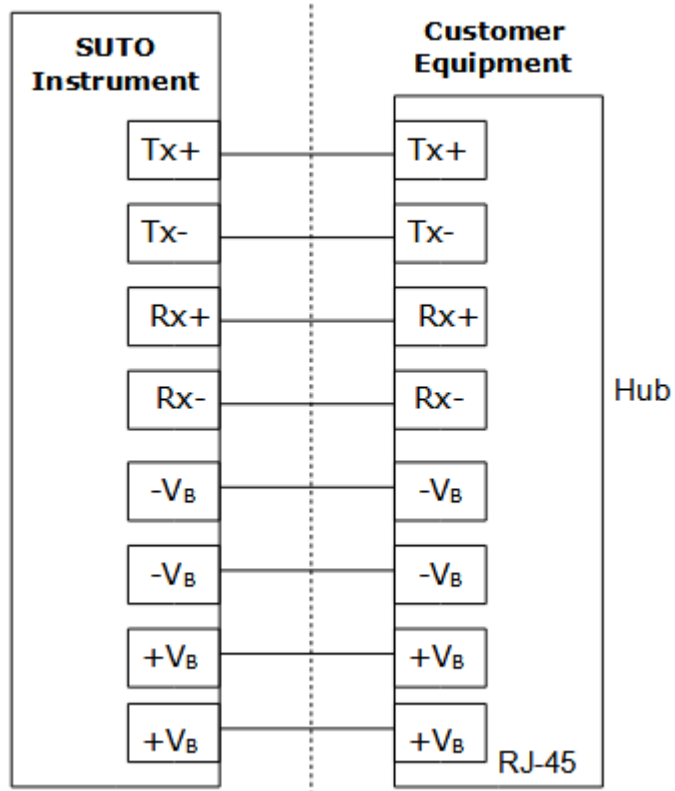 SUTO
Instrument
Customer
Equipment
Tx+ Tx+
Tx- Tx-
Rx+ Rx+
Rx- Rx-
Hub
-VB -VB
-VB -VB
+VB +VB
+VB +VB
RJ-45